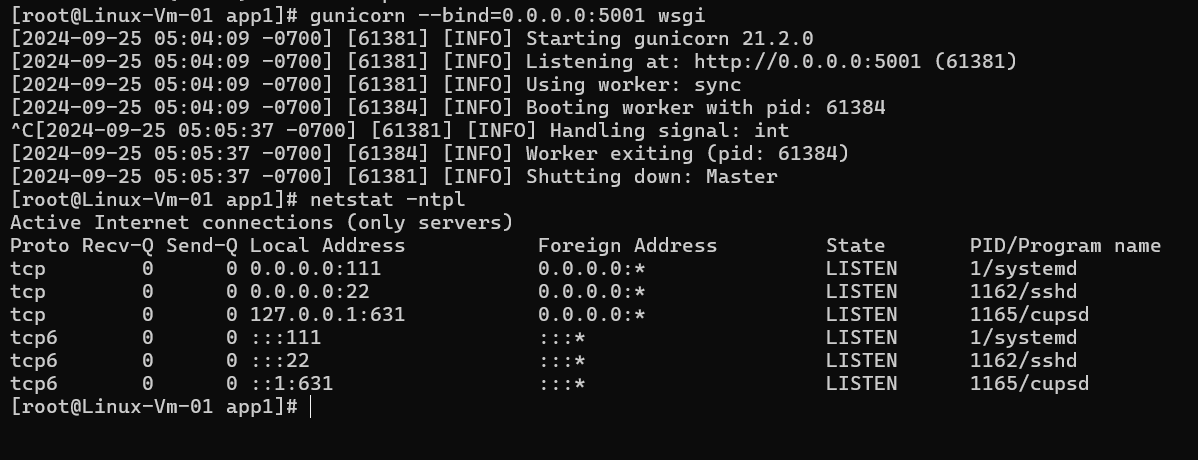 [root@Linux-Vm-01 app1]# gunicorn --bind=0.0.0.0:5001 wsgi
[2024-09-25 05:04:09 -0700] [61381] [INFO] Starting gunicorn 21.2.0
[2024-09-25 05:04:09 -0700] [61381] [INFO] Listening at: http://0.0.0.0:5001 (61381)
[2024-09-25 05:04:09 -0700] [61381] [INFO] Using worker: sync
[2024-09-25 05:04:09 -0700] [61384] [INFO] Booting worker with pid: 61384
^C[2024-09-25 05:05:37 -0700] [61381] [INFO] Handling signal: int
[2024-09-25 05:05:37 -0700] [61384] [INFO] Worker exiting (pid: 61384)
[2024-09-25 05:05:37 -0700] [61381] [INFO] Shutting down: Master
[root@Linux-Vm-01 app1]# netstat -ntpl
Active Internet connections (only servers)
Proto Recv-Q Send-Q Local Address           Foreign Address         State       PID/Program name
tcp        0      0 0.0.0.0:111             0.0.0.0:*               LISTEN      1/systemd
tcp        0      0 0.0.0.0:22              0.0.0.0:*               LISTEN      1162/sshd
tcp        0      0 127.0.0.1:631           0.0.0.0:*               LISTEN      1165/cupsd
tcp6       0      0 :::111                  :::*                    LISTEN      1/systemd
tcp6       0      0 :::22                   :::*                    LISTEN      1162/sshd
tcp6       0      0 ::1:631                 :::*                    LISTEN      1165/cupsd
[root@Linux-Vm-01 app1]#